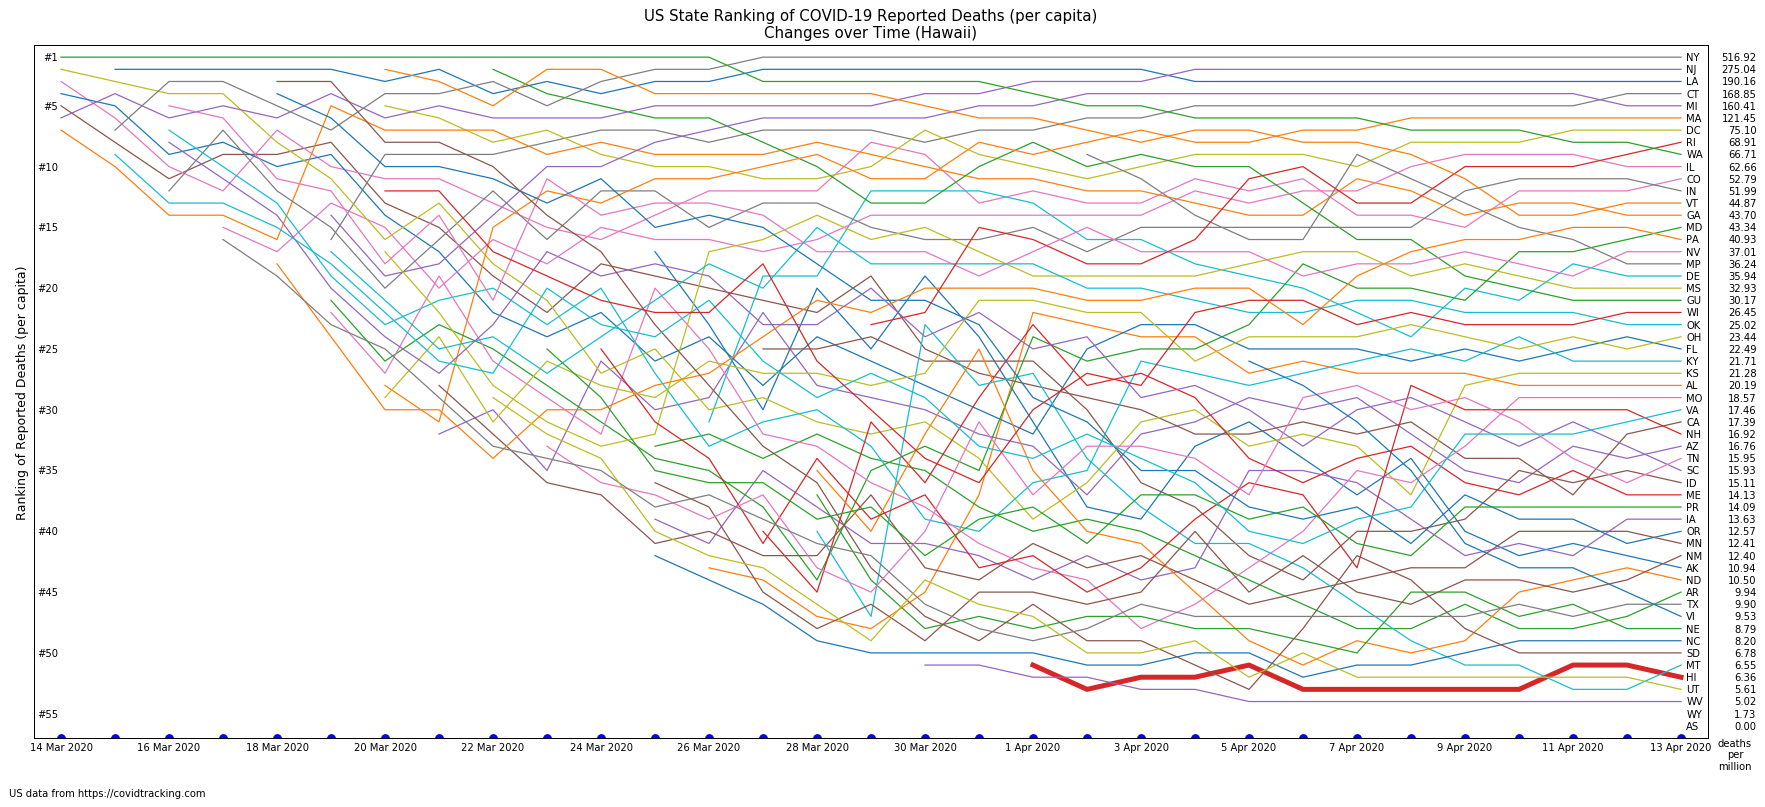 US State Ranking of COVID-19 Reported Deaths (per capita)
Changes over Time (Hawaii)
Ranking of Reported Deaths (per capita)
#1
#5
#10
#15
#20
#25
#30
#35
#40
#45
#50
#55
NY 516.92
NJ 275.04
LA 190.16
CT 168.85
MI 160.41
MA 121.45
DC 75.10
RI 68.91
WA 66.71
IL 62.66
CO 52.79
IN 51.99
VT 44.87
GA 43.70
MD 43.34
PA 40.93
NV 37.01
MP 36.24
DE 35.94
MS 32.93
GU 30.17
WI 26.45
OK 25.02
OH 23.44
FL 22.49
KY 21.71
KS 21.28
AL 20.19
MO 18.57
VA 17.46
CA 17.39
NH 16.92
AZ 16.76
TN 15.95
SC 15.93
ID 15.11
ME 14.13
PR 14.09
IA 13.63
OR 12.57
MN 12.41
NM 12.40
AK 10.94
ND 10.50
AR 9.94
TX 9.90
VI 9.53
NE 8.79
NC 8.20
SD 6.78
MT 6.55
HI 6.36
UT 5.61
WV 5.02
WY 1.73
AS 0.00
14 Mar 2020 16 Mar 2020 18 Mar 2020 20 Mar 2020 22 Mar 2020 24 Mar 2020 26 Mar 2020 28 Mar 2020 30 Mar 2020 1 Apr 2020 3 Apr 2020 5 Apr 2020 7 Apr 2020 9 Apr 2020 11 Apr 2020 13 Apr 2020
deaths
per
million
US data from https://covidtracking.com